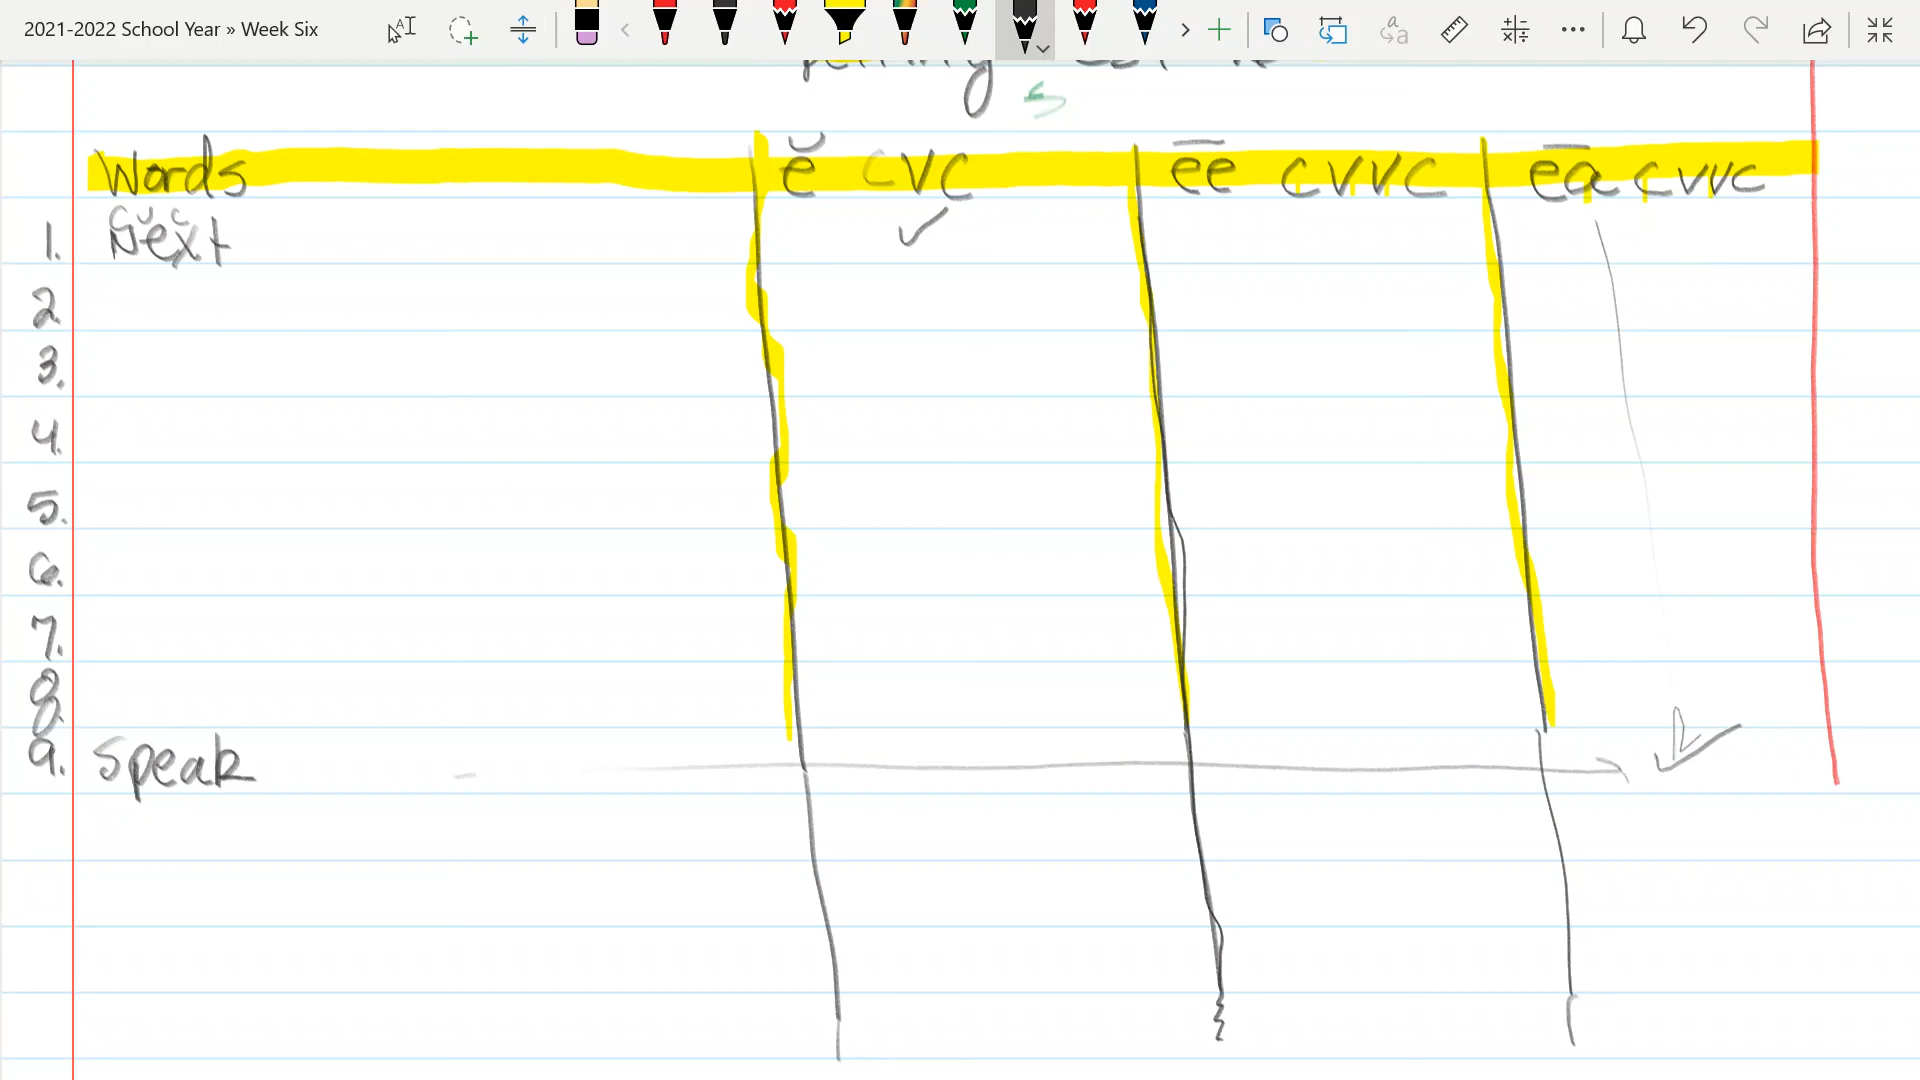 2021-2022 School Year » Week Six
Words ĕ CVC ēē CVVC ēā CVVC
C V C
1. Next ✓
2.
3.
4.
5.
6.
7.
8.
9. Speak ✓